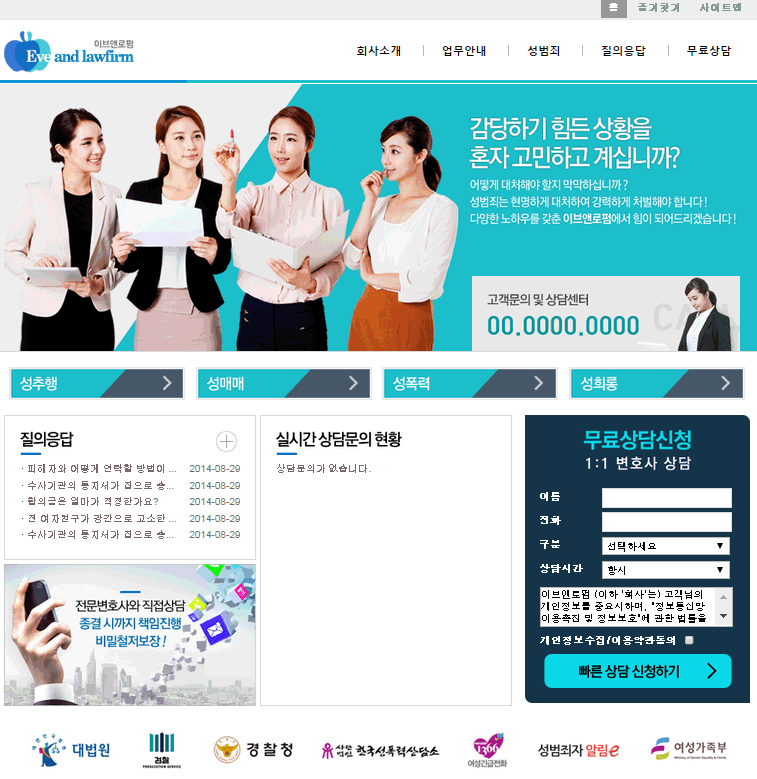 홈 즐겨찾기 사이트맵
이브앤로펌
Eve and lawfirm
회사소개 업무안내 성범죄 질의응답 무료상담
감당하기 힘든 상황을
혼자 고민하고 계십니까?
어떻게 대처해야 할지 막막하십니까?
성범죄는 현명하게 대처하여 강력하게 처벌해야 합니다!
다양한 노하우를 갖춘 이브앤로펌에서 힘이 되어드리겠습니다!
고객문의 및 상담센터
00.0000.0000
CALL
성추행 성매매 성폭력 성희롱
질의응답
피해자와 어떻게 연락할 방법이 ... 2014-08-29
수사기관의 통지서가 집으로 송... 2014-08-29
합의금은 얼마가 적정한가요? 2014-08-29
전 여자친구가 강간으로 고소한 ... 2014-08-29
수사기관의 통지서가 집으로 송... 2014-08-29
실시간 상담문의 현황
상담문의가 없습니다.
전문변호사와 직접상담
종결 시까지 책임진행
비밀철저보장!
무료상담신청
1:1 변호사 상담
이름
전화
구분 선택하세요
상담시간 항시
이브앤로펌 (이하 '회사'는) 고객님의
개인정보를 중요시하며, "정보통신망
이용촉진 및 정보보호"에 관한 법률을
개인정보수집/이용약관동의
빠른 상담 신청하기
대법원
검찰
PROSECUTION SERVICE
경찰청
한국성폭력상담소
1366
여성긴급전화
성범죄자 알림e
여성가족부
Ministry of Gender Equality & Family